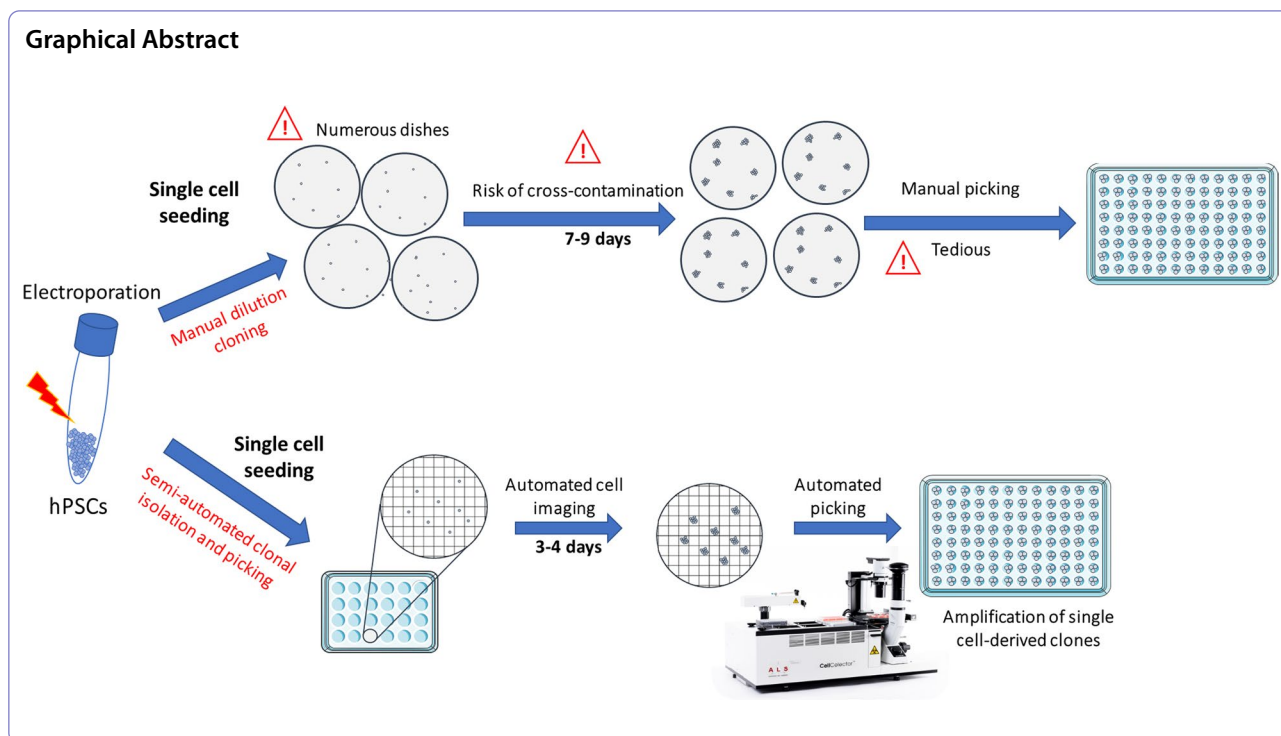 Graphical Abstract
Numerous dishes
Single cell
seeding
Risk of cross-contamination
7-9 days
Manual picking
Tedious
Electroporation
Manual dilution
cloning
hPSCs
Single cell
seeding
Semi-automated clonal
isolation and picking
Automated cell
imaging
3-4 days
Automated
picking
ALS
CellCelector
Amplification of single
cell-derived clones